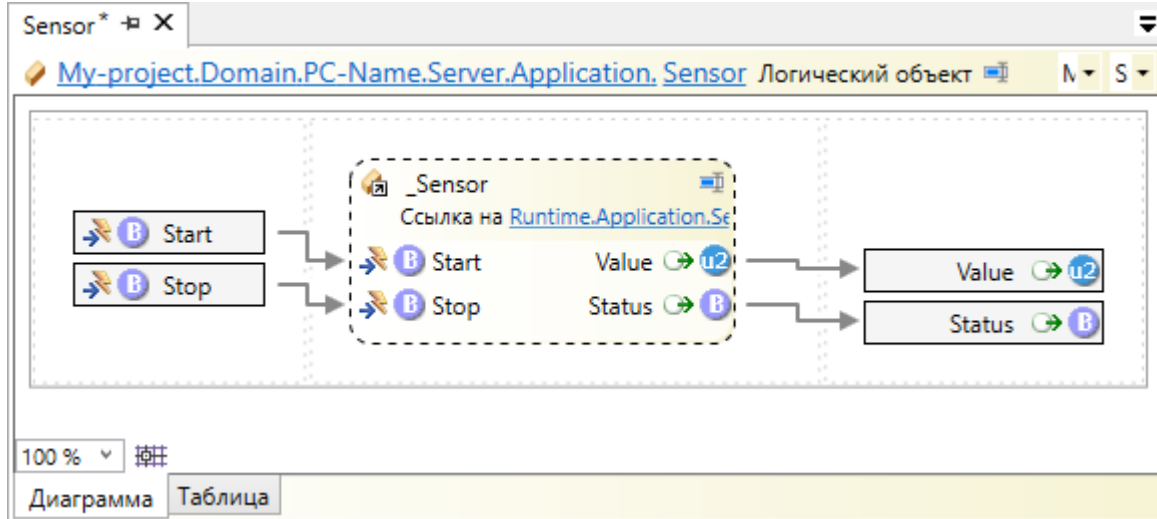 Sensor*
My-project.Domain.PC-Name.Server.Application. Sensor Логический объект
S
_Sensor
Ссылка на Runtime.Application.Se
B Start
B Stop
B Start Value u2
B Stop Status B
Value u2
Status B
100 %
Диаграмма Таблица